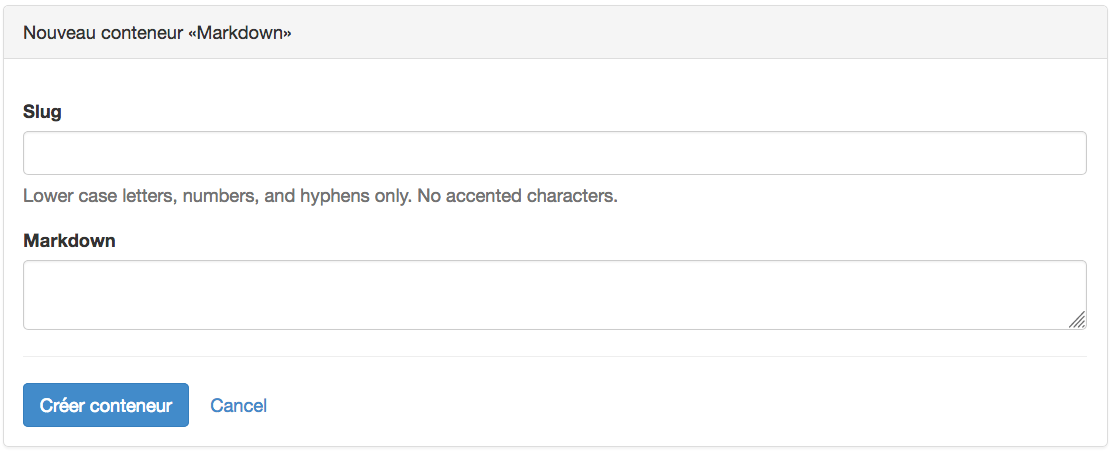 Nouveau conteneur «Markdown»
Slug
Lower case letters, numbers, and hyphens only. No accented characters.
Markdown
Créer conteneur Cancel